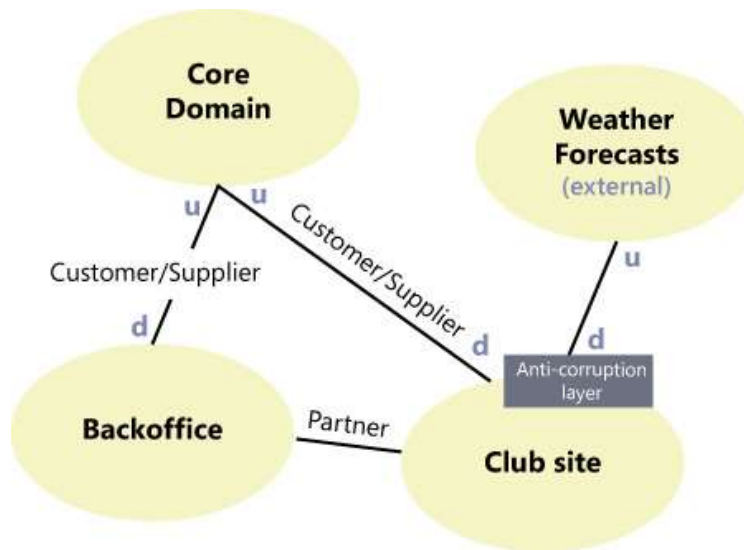 Core
Domain
Weather
Forecasts
(external)
u
u
u
Customer/Supplier
Customer/Supplier
d
d
d
Anti-corruption
layer
Backoffice
Partner
Club site